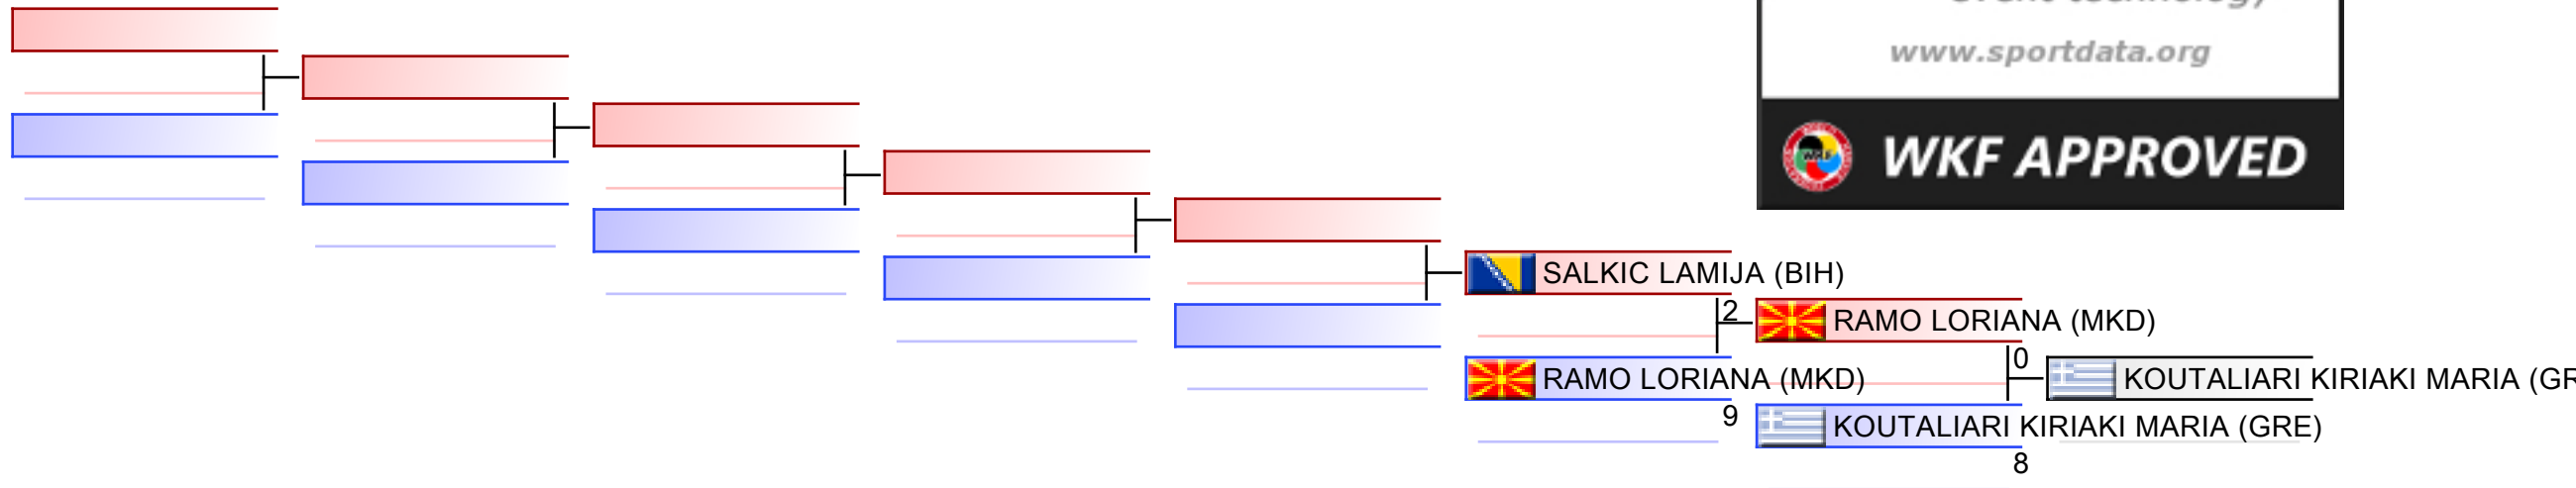 www.sportdata.org
WKF APPROVED
SALKIC LAMIJA (BIH)
2
RAMO LORIANA (MKD)
0
RAMO LORIANA (MKD)
KOUTALIARI KIRIAKI MARIA (GR
9
KOUTALIARI KIRIAKI MARIA (GRE)
8